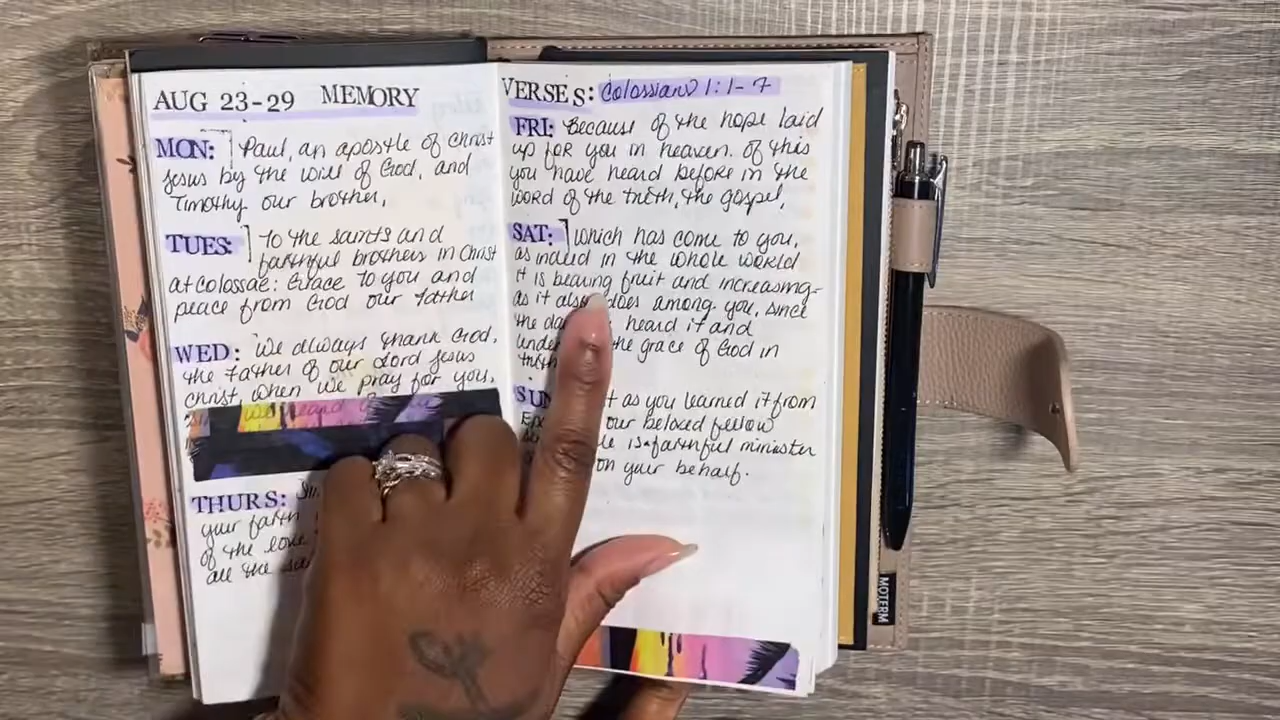 AUG 23-29 MEMORY
MON: Paul, an apostle of Christ
Jesus by the will of God, and
Timothy our brother,
TUES: To the saints and
faithful brothers in Christ
at Colossae: Grace to you and
peace from God our father
WED: We always thank God,
the Father of our Lord Jesus
Christ, when we pray for you,
we heard
THURS:
your faith
of the love
all the
VERSES: Colossians 1:1-7
FRI: Because of the hope laid
up for you in heaven. Of this
you have heard before in the
word of the truth, the gospel,
SAT: which has come to you,
as indeed in the whole world
it is bearing fruit and increasing-
as it also does among you, since
the heard it and
the grace of God in
SUN as you learned it from
our beloved fellow
is a faithful minister
on your behalf.
MOTERM